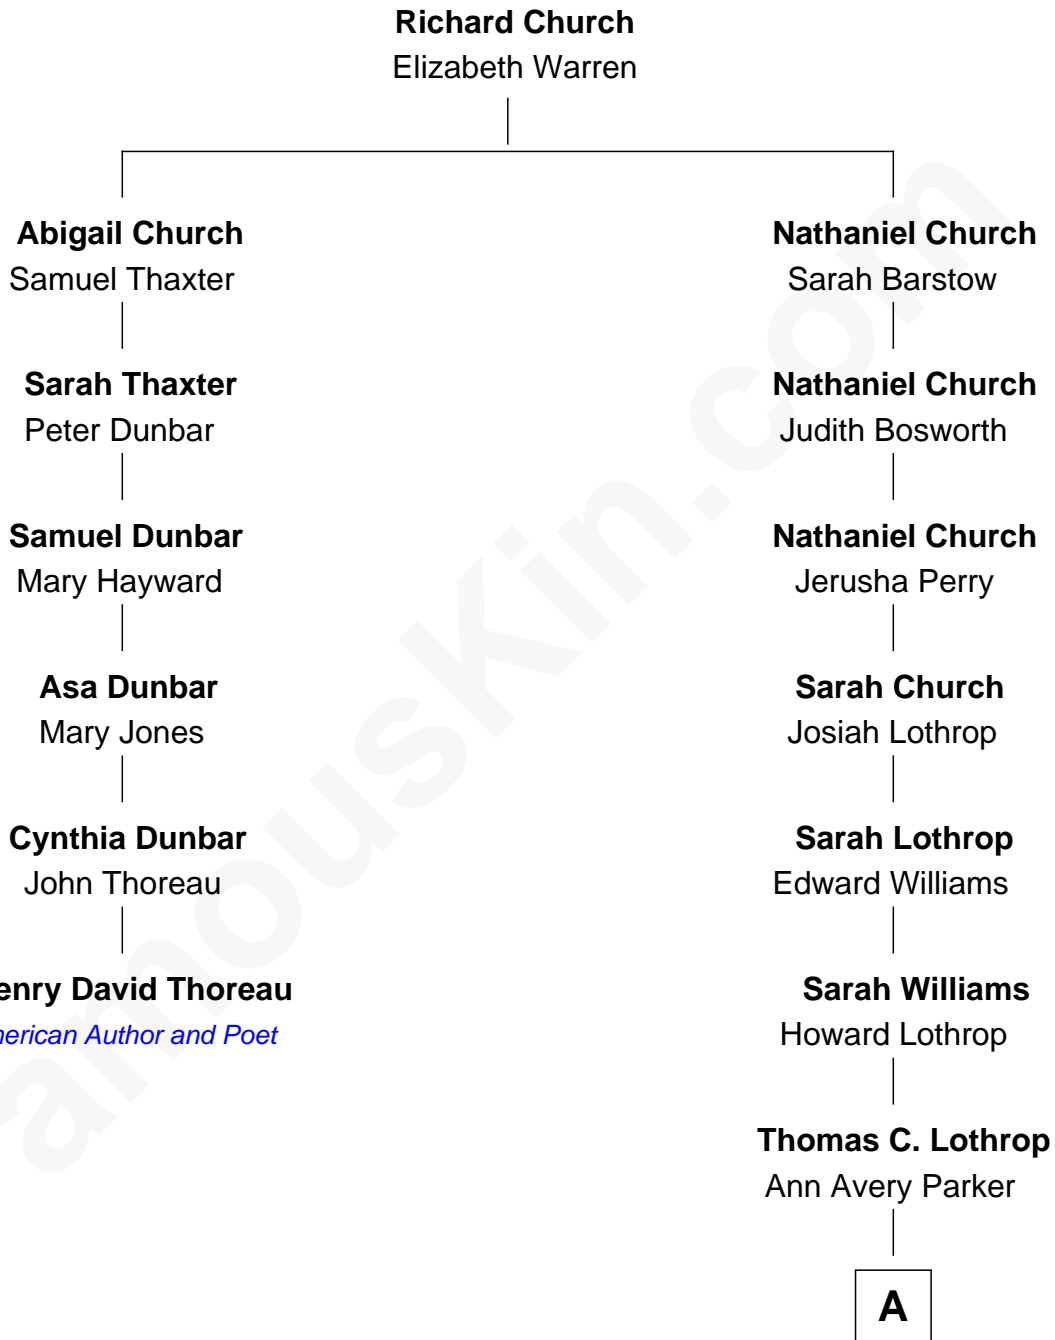 Richard Church
Elizabeth Warren
Abigail Church
Samuel Thaxter
Nathaniel Church
Sarah Barstow
Sarah Thaxter
Peter Dunbar
Nathaniel Church
Judith Bosworth
Samuel Dunbar
Mary Hayward
Nathaniel Church
Jerusha Perry
Asa Dunbar
Mary Jones
Sarah Church
Josiah Lothrop
Cynthia Dunbar
John Thoreau
Sarah Lothrop
Edward Williams
enry David Thoreau
merican Author and Poet
Sarah Williams
Howard Lothrop
Thomas C. Lothrop
Ann Avery Parker
A
amousKin.com